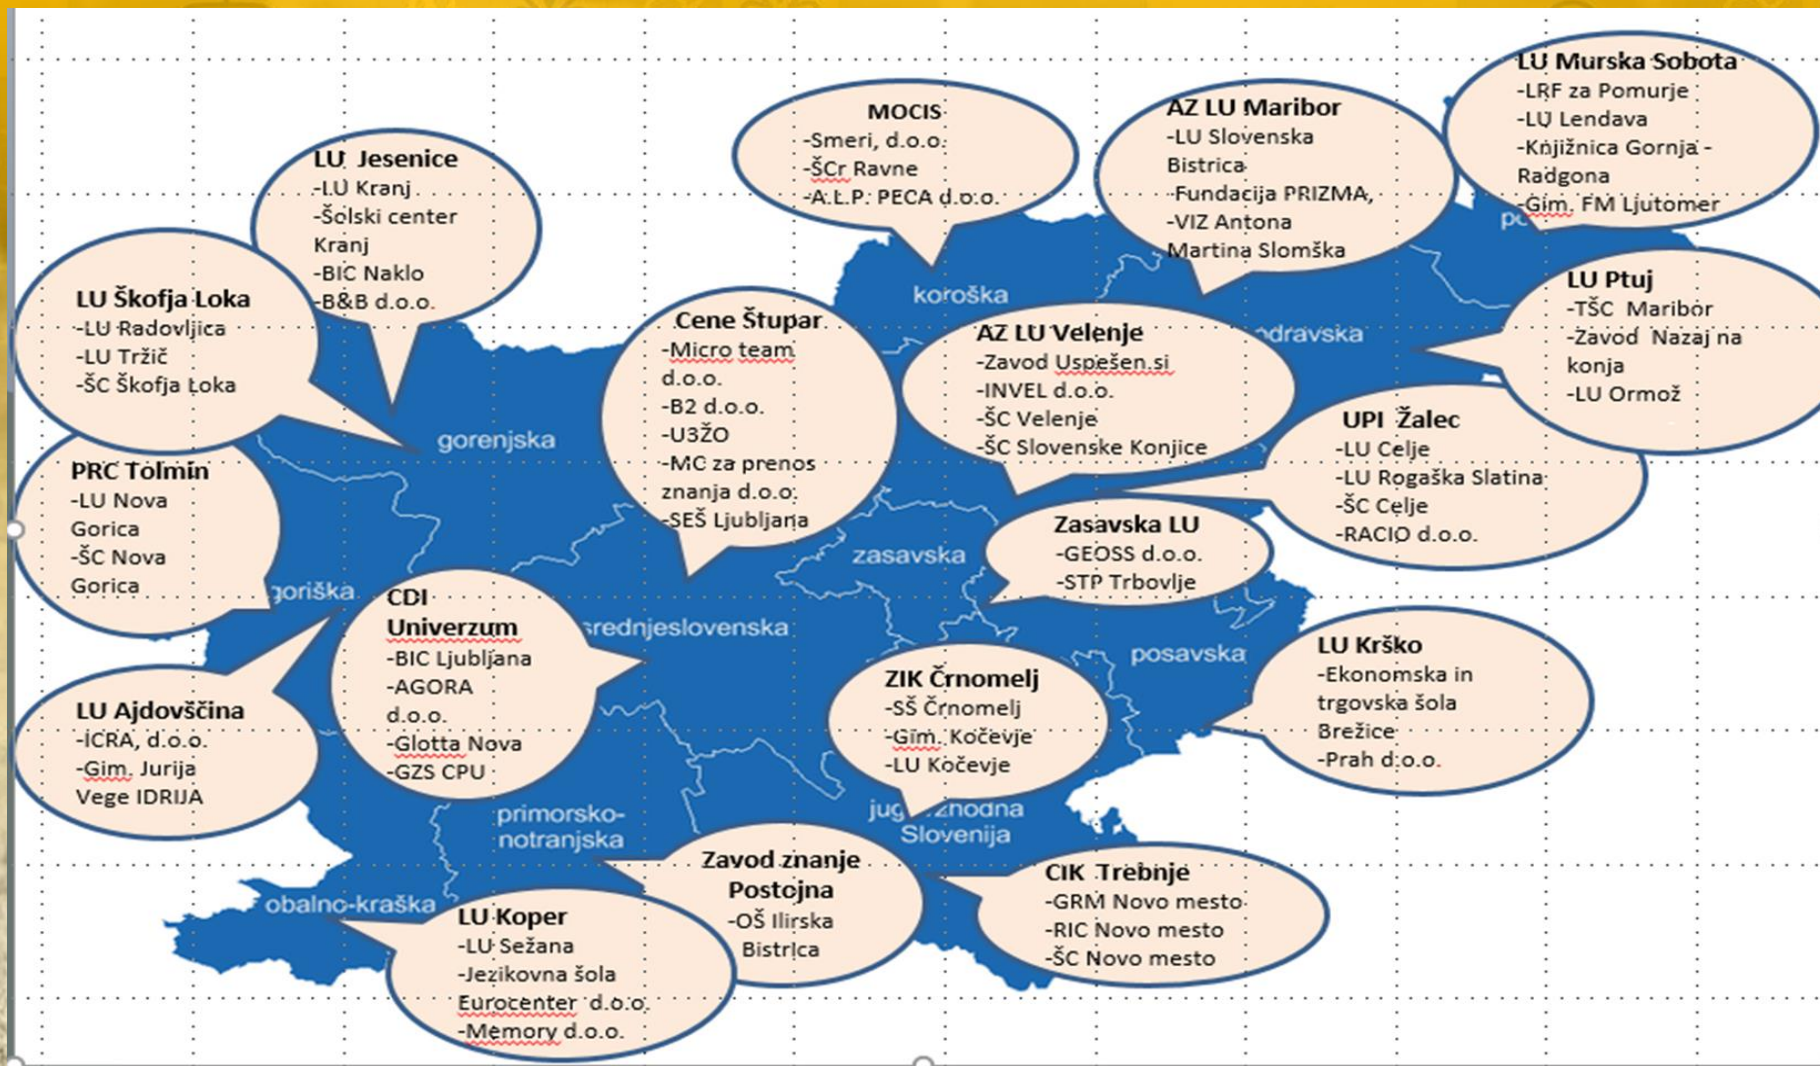 LU Murska Sobota
-LRF za Pomurje
-LU Lendava
-Knjižnica Gornja -
Radgona
-Gim. FM Ljutomer
AZ LU Maribor
-LU Slovenska
Bistrica
-Fundacija PRIZMA,
-VIZ Antona
Martina Slomška
MOCIS
-Smeri, d.o.o.
-ŠCr Ravne
-A.L.P. PECA d.o.o.
LU Jesenice
-LU Kranj
-Šolski center
Kranj
-BIC Naklo
-B&B d.o.o.
LU Škofja Loka
-LU Radovljica
-LU Tržič
-ŠC Škofja Loka
koroška
LU Ptuj
-TŠC Maribor
-Zavod Nazaj na
konja
-LU Ormož
Cene Štupar
-Micro team
d.o.o.
-B2 d.o.o.
-U3ŽO
-MC za prenos
znanja d.o.o.
-SEŠ Ljubljana
AZ LU Velenje
-Zavod Uspešen.si
-INVEL d.o.o.
-ŠC Velenje
-ŠC Slovenske Konjice
UPI Žalec
-LU Celje
-LU Rogaška Slatina
-ŠC Celje
-RACIO d.o.o.
gorenjska
PRC Tolmin
-LU Nova
Gorica
-ŠC Nova
Gorica
Zasavska LU
-GEOSS d.o.o.
-STP Trbovlje
zasavska
goriška
CDI
Univerzum
-BIC Ljubljana
-AGORA
d.o.o.
-Glotta Nova
-GZS CPU
srednjeslovenska
posavska
LU Krško
-Ekonomska in
trgovska šola
Brežice
-Prah d.o.o.
ZIK Črnomelj
-SŠ Črnomelj
-Gim. Kočevje
-LU Kočevje
LU Ajdovščina
-ICRA, d.o.o.
-Gim. Jurija
Vege IDRIJA
primorsko-
notranjska
Slovenija
Zavod znanje
Postojna
-OŠ Ilirska
Bistrica
CIK Trebnje
-GRM Novo mesto
-RIC Novo mesto
-ŠC Novo mesto
obalno-kraška
LU Koper
-LU Sežana
-Jezikovna šola
Eurocenter d.o.o.
-Memory d.o.o.